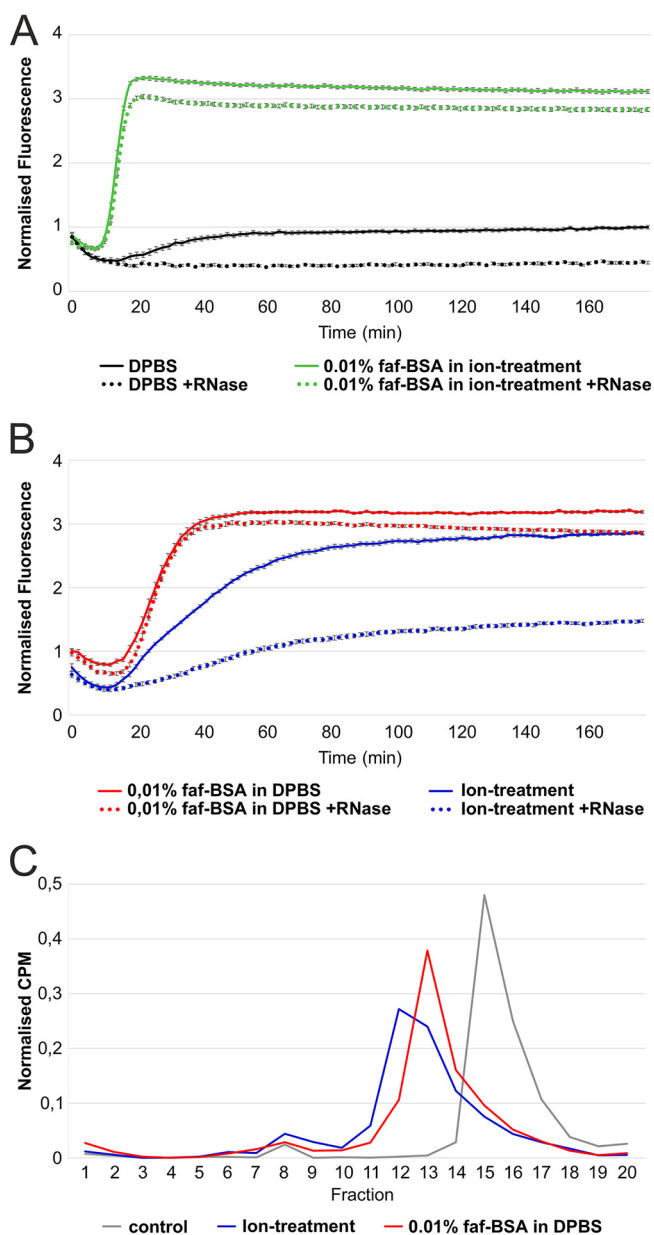 A
Normalised Fluorescence
4
3
2
1
0
0 20 40 60 80 100 120 140 160
Time (min)
DPBS 0.01% faf-BSA in ion-treatment
DPBS +RNase 0.01% faf-BSA in ion-treatment +RNase
B
Normalised Fluorescence
4
3
2
1
0
0 20 40 60 80 100 120 140 160
Time (min)
0,01% faf-BSA in DPBS Ion-treatment
0,01% faf-BSA in DPBS +RNase Ion-treatment +RNase
C
Normalised CPM
0,5
0,4
0,3
0,2
0,1
0
1 2 3 4 5 6 7 8 9 10 11 12 13 14 15 16 17 18 19 20
Fraction
control Ion-treatment 0.01% faf-BSA in DPBS